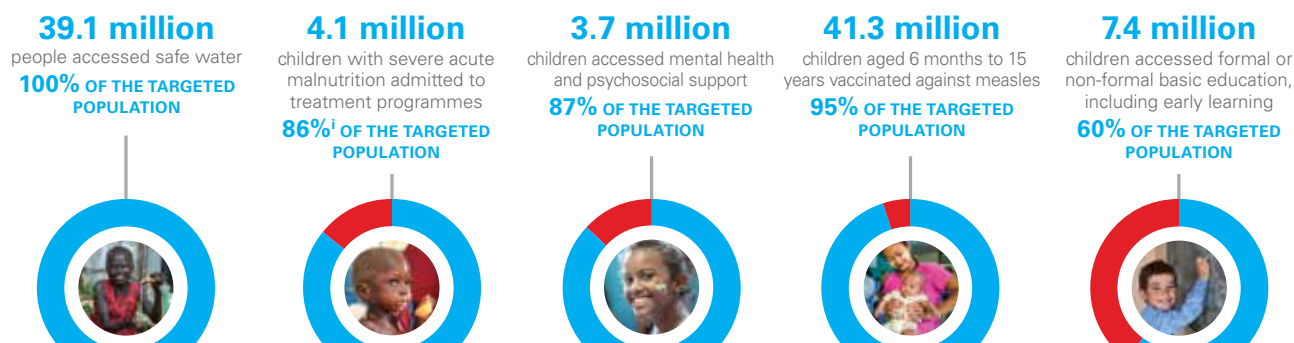 39.1 million
people accessed safe water
100% OF THE TARGETED
POPULATION
4.1 million
children with severe acute
malnutrition admitted to
treatment programmes
86%i OF THE TARGETED
POPULATION
3.7 million
children accessed mental health
and psychosocial support
87% OF THE TARGETED
POPULATION
41.3 million
children aged 6 months to 15
years vaccinated against measles
95% OF THE TARGETED
POPULATION
7.4 million
children accessed formal or
non-formal basic education,
including early learning
60% OF THE TARGETED
POPULATION